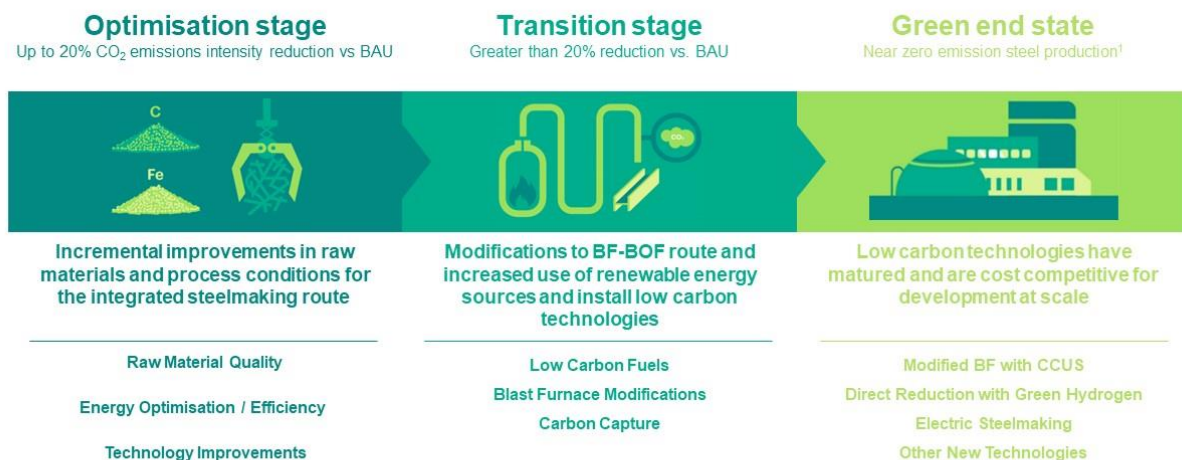 Optimisation stage
Up to 20% CO₂ emissions intensity reduction vs BAU
Transition stage
Greater than 20% reduction vs. BAU
Green end state
Near zero emission steel production¹
C
Fe
CO₂
Incremental improvements in raw
materials and process conditions for
the integrated steelmaking route
Modifications to BF-BOF route and
increased use of renewable energy
sources and install low carbon
technologies
Low carbon technologies have
matured and are cost competitive for
development at scale
Raw Material Quality
Energy Optimisation / Efficiency
Technology Improvements
Low Carbon Fuels
Blast Furnace Modifications
Carbon Capture
Modified BF with CCUS
Direct Reduction with Green Hydrogen
Electric Steelmaking
Other New Technologies